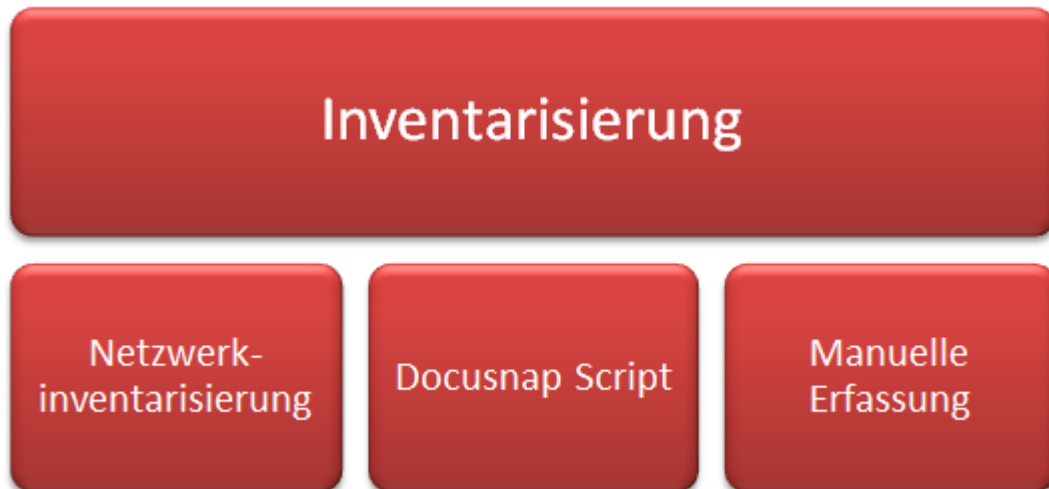 Inventarisierung
Netzwerk-
inventarisierung
Docusnap Script
Manuelle
Erfassung